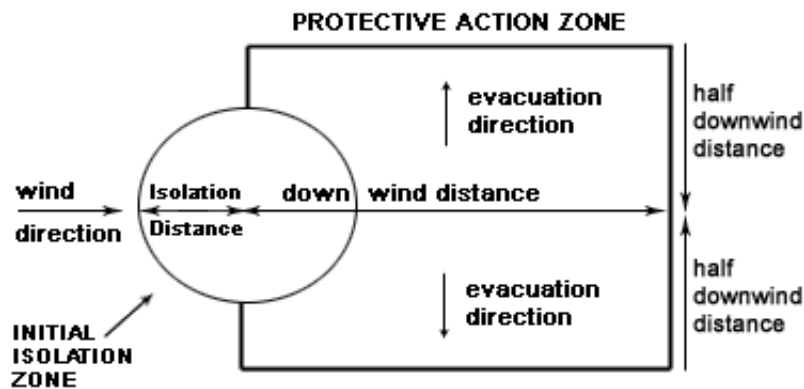 PROTECTIVE ACTION ZONE
evacuation
direction
half
downwind
distance
wind
direction
Isolation
Distance
down wind distance
evacuation
direction
half
downwind
distance
INITIAL
ISOLATION
ZONE